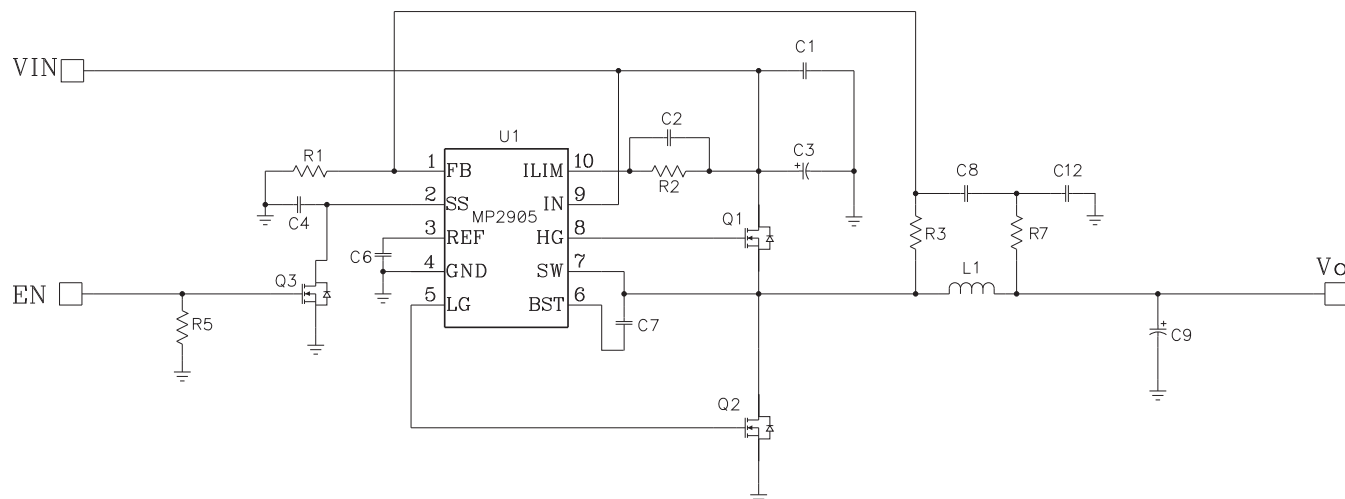 VIN
C1
U1
C2
R1
1 FB
ILIM 10
R2
C3
2 SS
IN 9
C4
MP2905
3 REF
HG 8
Q1
C8
C12
R3
R7
C6
4 GND
SW 7
Q3
L1
EN
Vo
5 LG
BST 6
R5
C7
C9
Q2